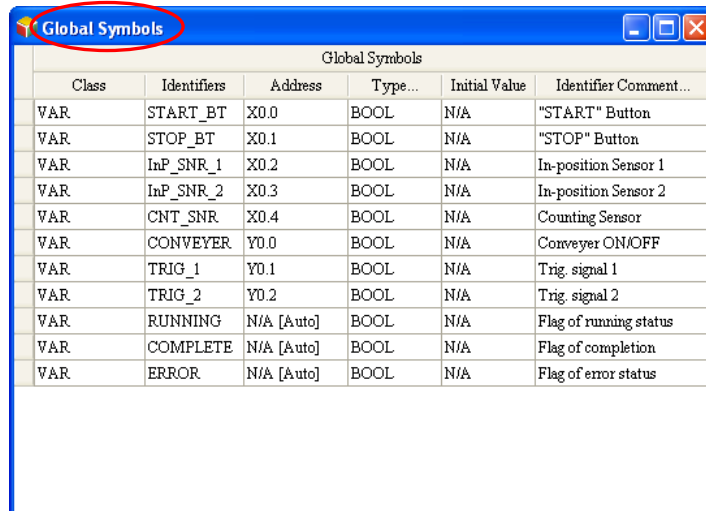 Global Symbols
Global Symbols
Class Identifiers Address Type... Initial Value Identifier Comment...
VAR START_BT X0.0 BOOL N/A "START" Button
VAR STOP_BT X0.1 BOOL N/A "STOP" Button
VAR InP_SNR_1 X0.2 BOOL N/A In-position Sensor 1
VAR InP_SNR_2 X0.3 BOOL N/A In-position Sensor 2
VAR CNT_SNR X0.4 BOOL N/A Counting Sensor
VAR CONVEYER Y0.0 BOOL N/A Conveyer ON/OFF
VAR TRIG_1 Y0.1 BOOL N/A Trig. signal 1
VAR TRIG_2 Y0.2 BOOL N/A Trig. signal 2
VAR RUNNING N/A [Auto] BOOL N/A Flag of running status
VAR COMPLETE N/A [Auto] BOOL N/A Flag of completion
VAR ERROR N/A [Auto] BOOL N/A Flag of error status